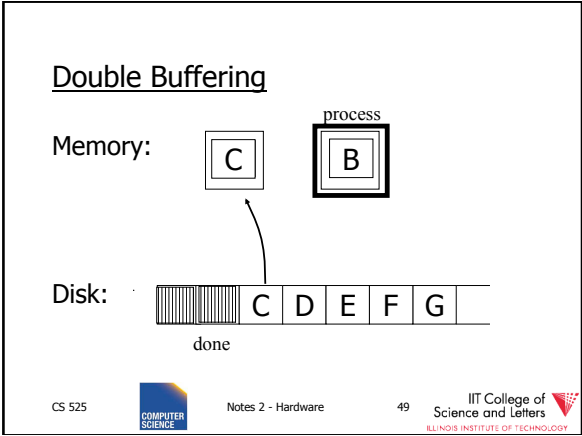 Double Buffering
process
Memory:
C
B
Disk:
C D E F G
done
CS 525
COMPUTER SCIENCE
Notes 2 - Hardware
49
IIT College of
Science and Letters
ILLINOIS INSTITUTE OF TECHNOLOGY